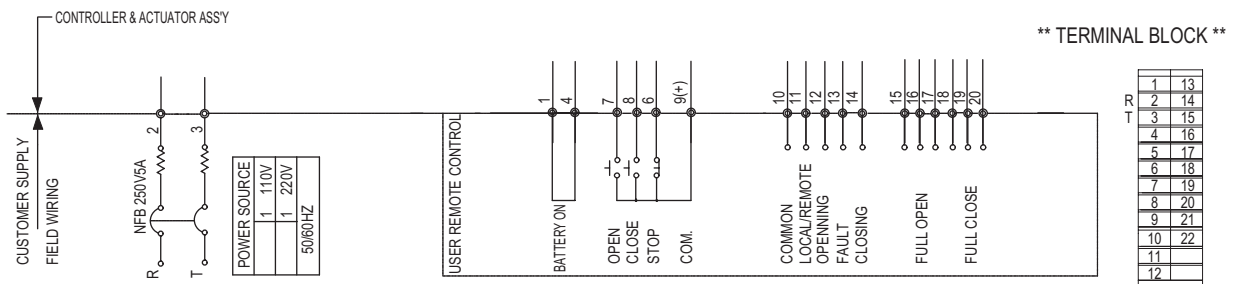 CONTROLLER & ACTUATOR ASS'Y
** TERMINAL BLOCK **
CUSTOMER SUPPLY
FIELD WIRING
2
3
NFB 250V5A
R
T
POWER SOURCE
1 110V
1 220V
50/60HZ
USER REMOTE CONTROL
1
4
BATTERY ON
7
8
6
9(+)
OPEN
CLOSE
STOP
COM.
10
11
12
13
14
COMMON
LOCAL/REMOTE
OPENNING
FAULT
CLOSING
15
16
17
18
19
20
FULL OPEN
FULL CLOSE
1 13
R 2 14
T 3 15
4 16
5 17
6 18
7 19
8 20
9 21
10 22
11
12